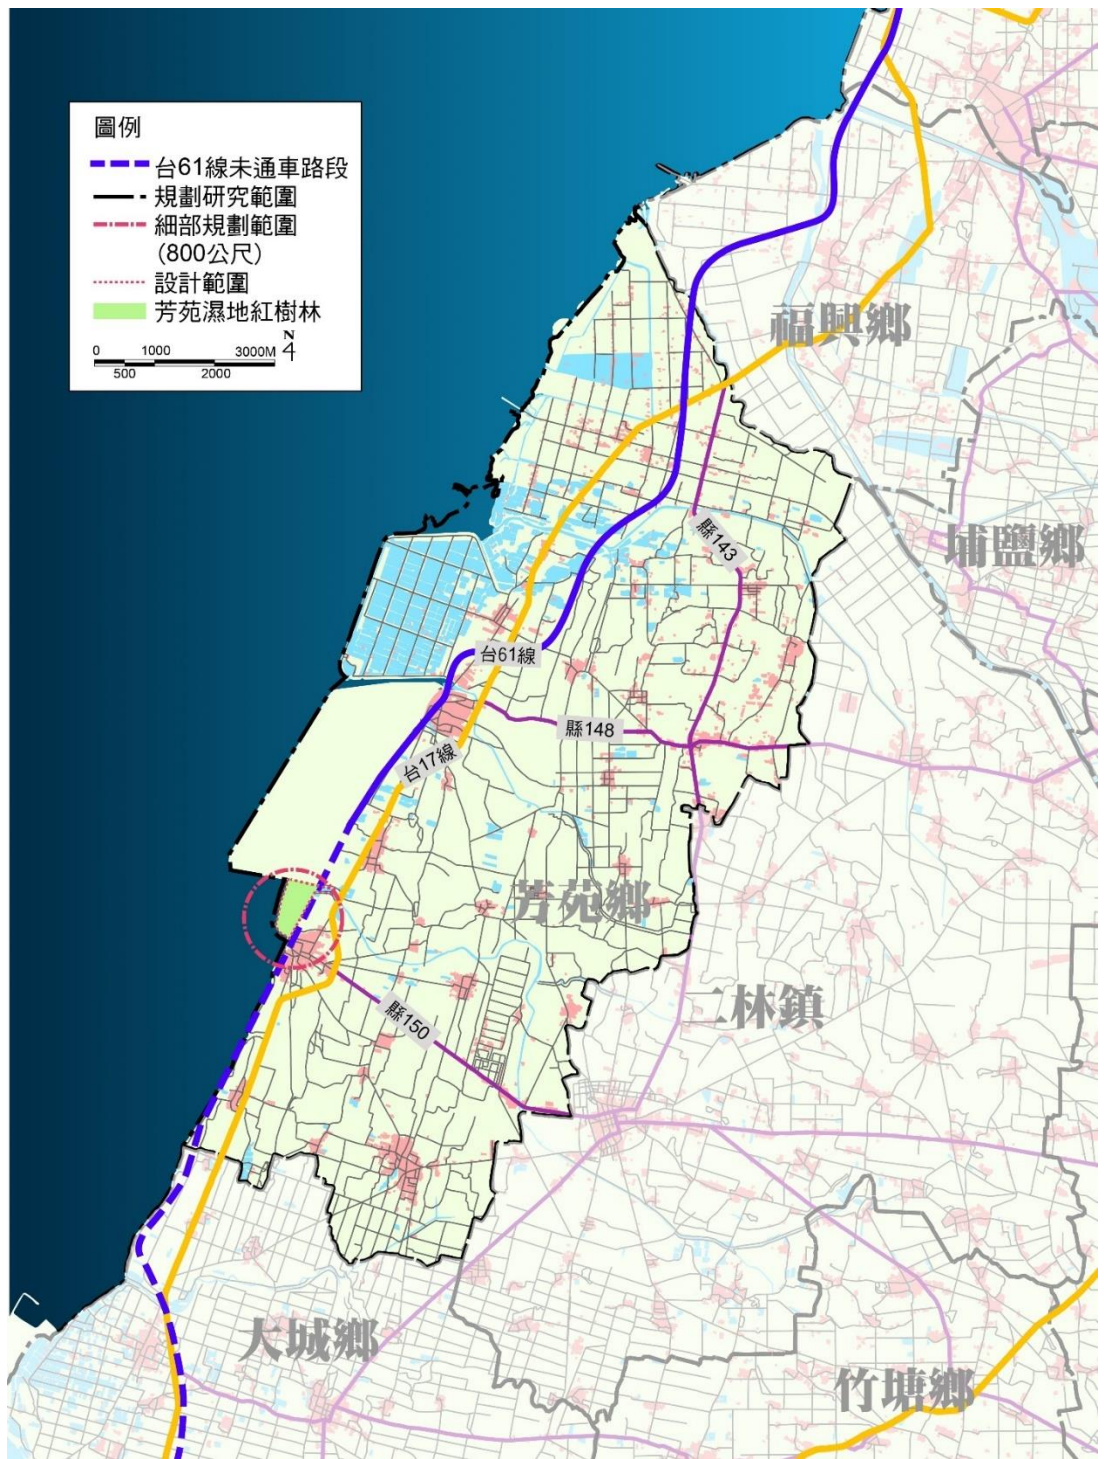 圖例
台61線未通車路段
規劃研究範圍
細部規劃範圍
(800公尺)
設計範圍
芳苑濕地紅樹林
N
0 1000 3000M
500 2000
福興鄉
埔鹽鄉
縣143
台61線
縣148
台17線
芳苑鄉
二林鎮
縣150
大城鄉
竹塘鄉